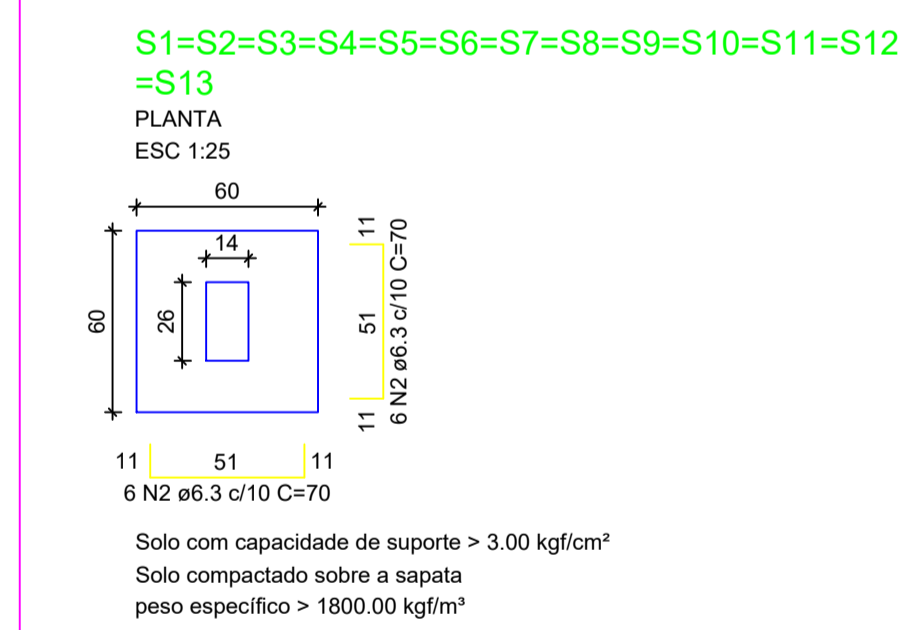 S1=S2=S3=S4=S5=S6=S7=S8=S9=S10=S11=S12
=S13
PLANTA
ESC 1:25
60
14
60
26
11
51
11
6 N2 ø6.3 c/10 C=70
11 51 11
6 N2 ø6.3 c/10 C=70
Solo com capacidade de suporte > 3.00 kgf/cm²
Solo compactado sobre a sapata
peso específico > 1800.00 kgf/m³